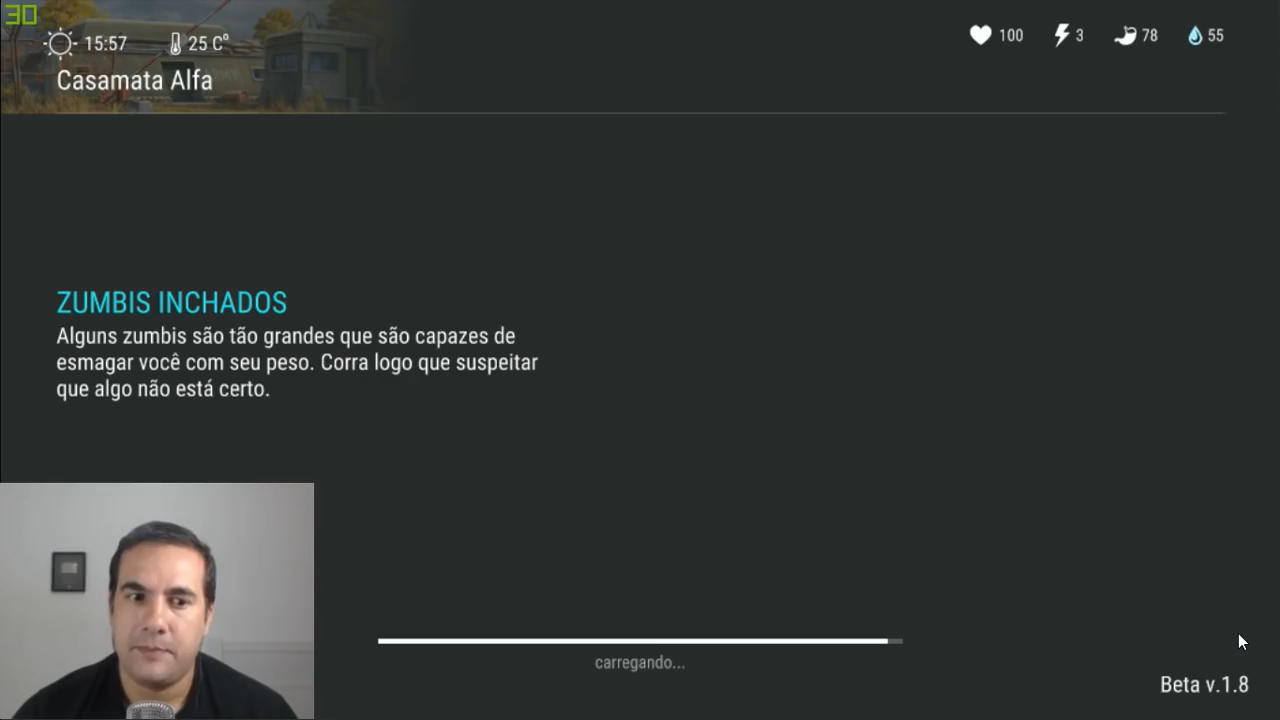 30
15:57 25 C°
100 3 78 55
Casamata Alfa
ZUMBIS INCHADOS
Alguns zumbis são tão grandes que são capazes de
esmagar você com seu peso. Corra logo que suspeitar
que algo não está certo.
carregando...
Beta v.1.8